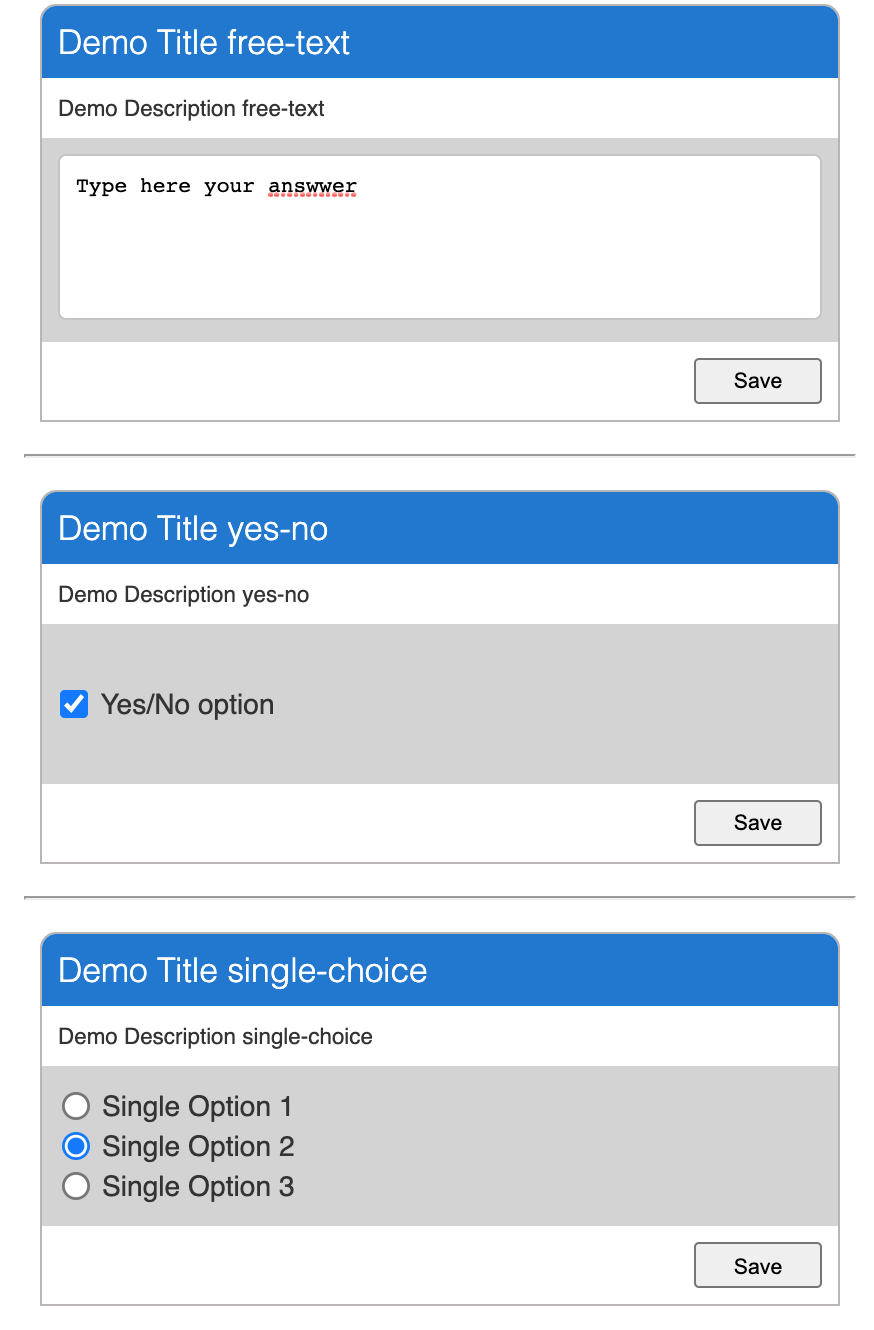 Demo Title free-text
Demo Description free-text
Type here your answwer
Save
Demo Title yes-no
Demo Description yes-no
Yes/No option
Save
Demo Title single-choice
Demo Description single-choice
Single Option 1
Single Option 2
Single Option 3
Save